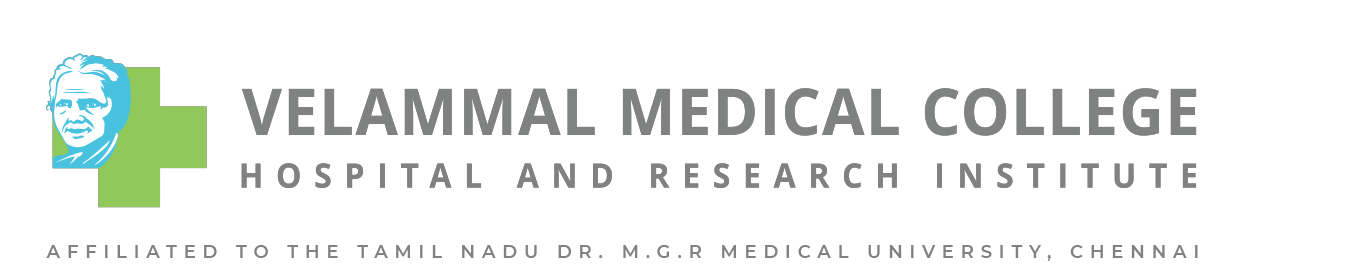 VELAMMAL MEDICAL COLLEGE
HOSPITAL AND RESEARCH INSTITUTE
AFFILIATED TO THE TAMIL NADU DR. M.G.R MEDICAL UNIVERSITY, CHENNAI